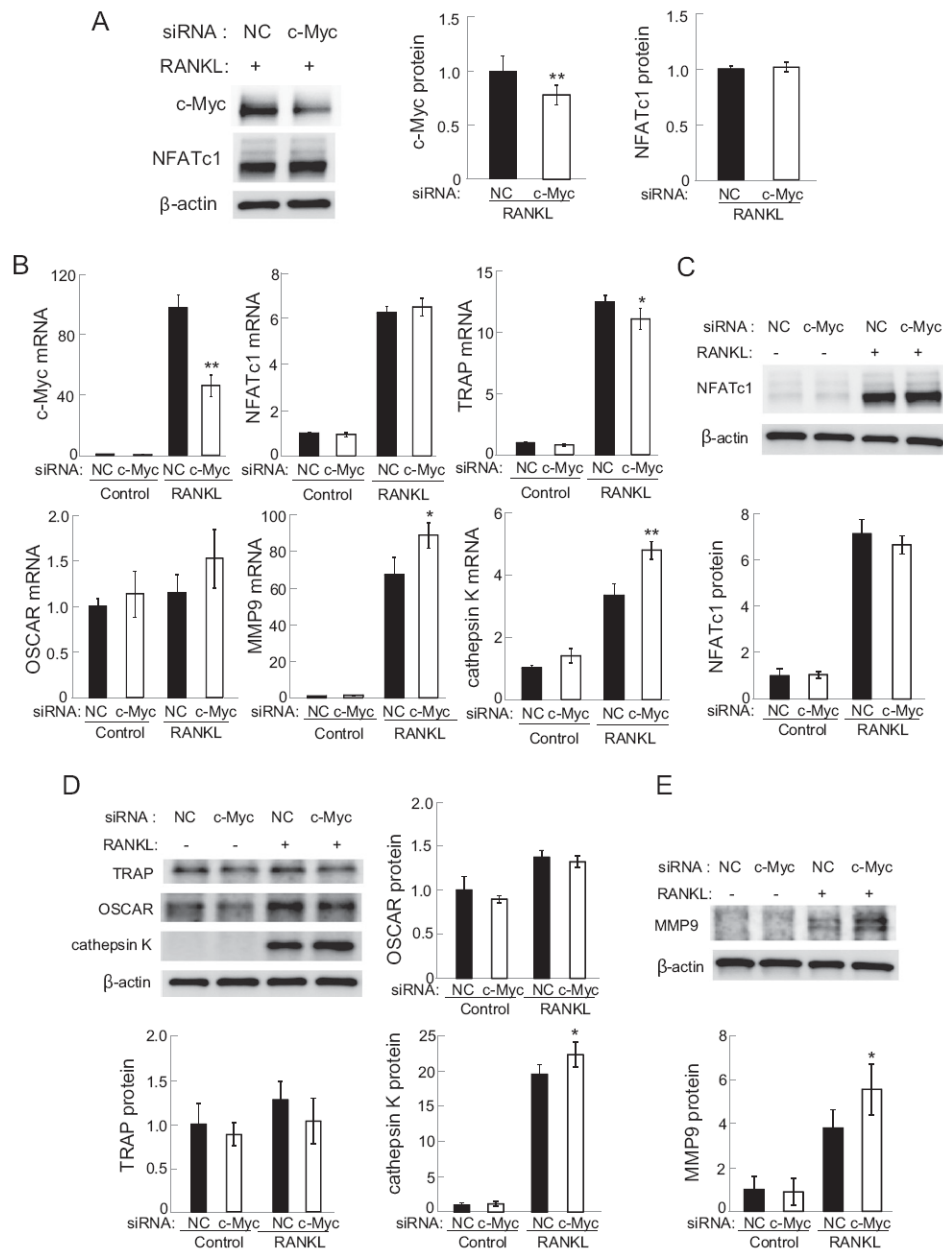 A
siRNA : NC c-Myc
RANKL: + +
c-Myc
NFATc1
β-actin
c-Myc protein
1.5
1.0
0.5
0
**
siRNA: NC c-Myc
RANKL
NFATc1 protein
1.5
1.0
0.5
0
siRNA: NC c-Myc
RANKL
B
c-Myc mRNA
120
80
40
0
**
siRNA: NC c-Myc NC c-Myc
Control RANKL
NFATc1 mRNA
8
6
4
2
0
siRNA: NC c-Myc NC c-Myc
Control RANKL
TRAP mRNA
15
10
5
0
*
siRNA: NC c-Myc NC c-Myc
Control RANKL
C
siRNA : NC c-Myc NC c-Myc
RANKL: - - + +
NFATc1
β-actin
OSCAR mRNA
2.0
1.5
1.0
0.5
0
siRNA: NC c-Myc NC c-Myc
Control RANKL
MMP9 mRNA
100
80
60
40
20
0
*
siRNA: NC c-Myc NC c-Myc
Control RANKL
cathepsin K mRNA
6
4
2
0
**
siRNA: NC c-Myc NC c-Myc
Control RANKL
NFATc1 protein
8
6
4
2
0
siRNA: NC c-Myc NC c-Myc
Control RANKL
D
siRNA : NC c-Myc NC c-Myc
RANKL: - - + +
TRAP
OSCAR
cathepsin K
β-actin
OSCAR protein
2.0
1.5
1.0
0.5
0
siRNA: NC c-Myc NC c-Myc
Control RANKL
E
siRNA : NC c-Myc NC c-Myc
RANKL: - - + +
MMP9
β-actin
TRAP protein
2.0
1.5
1.0
0.5
0
siRNA: NC c-Myc NC c-Myc
Control RANKL
cathepsin K protein
25
20
15
10
5
0
*
siRNA: NC c-Myc NC c-Myc
Control RANKL
MMP9 protein
8
6
4
2
0
*
siRNA: NC c-Myc NC c-Myc
Control RANKL